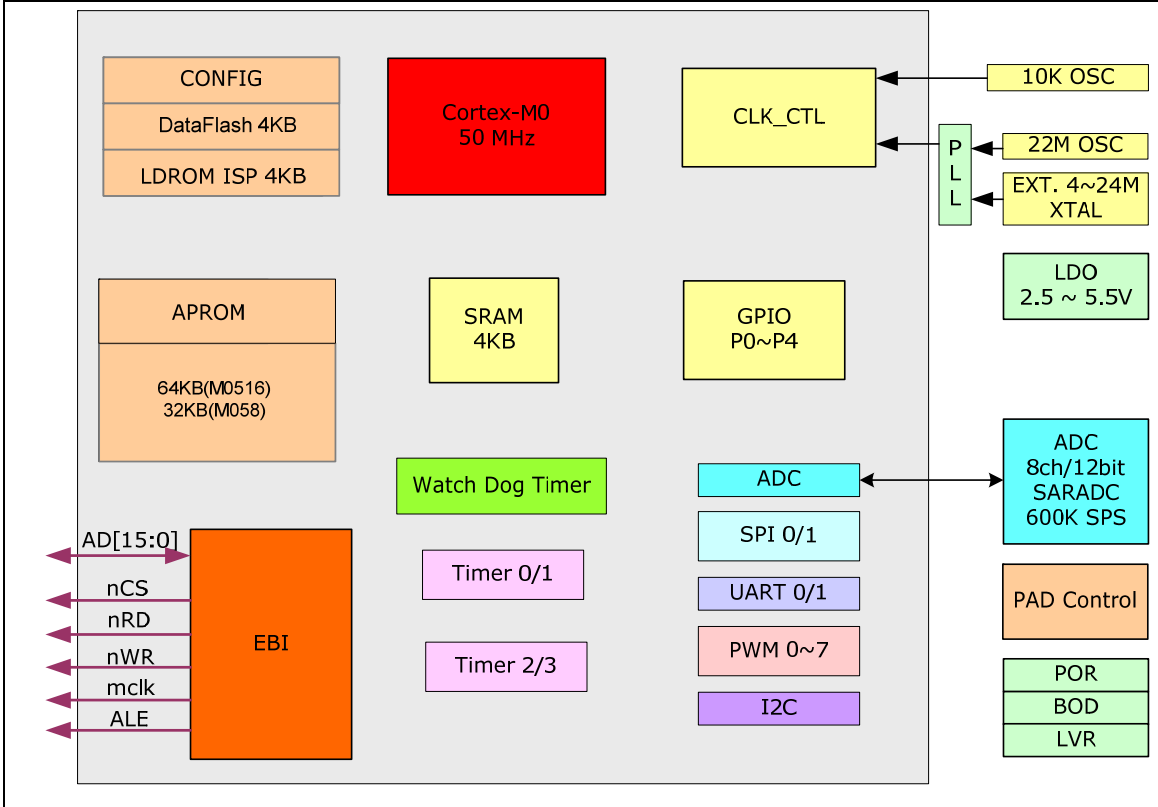 CONFIG
DataFlash 4KB
LDROM ISP 4KB
Cortex-M0
50 MHz
CLK_CTL
10K OSC
P
L
L
22M OSC
EXT. 4~24M
XTAL
LDO
2.5 ~ 5.5V
APROM
64KB(M0516)
32KB(M058)
SRAM
4KB
GPIO
P0~P4
Watch Dog Timer
Timer 0/1
Timer 2/3
ADC
SPI 0/1
UART 0/1
PWM 0~7
I2C
ADC
8ch/12bit
SARADC
600K SPS
PAD Control
POR
BOD
LVR
AD[15:0]
nCS
nRD
nWR
mclk
ALE
EBI